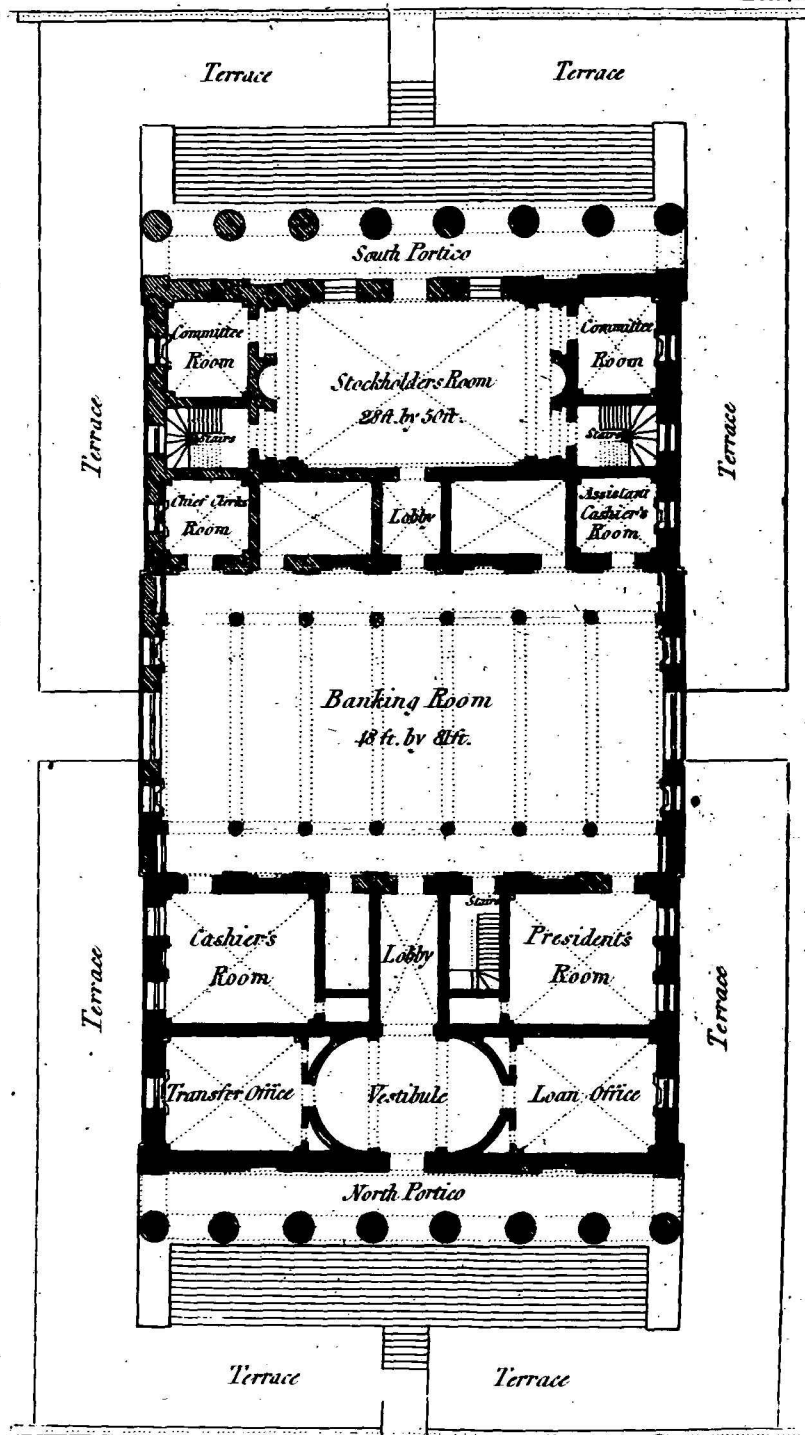 Terrace
Terrace
South Portico
Committee
Room
Stockholders Room
28ft. by 50ft.
Committee
Room
Terrace
Stairs
Stairs
Terrace
Chief Clerks
Room
Lobby
Assistant
Cashier's
Room
Banking Room
48 ft. by 81ft.
Cashier's
Room
Lobby
Stairs
President's
Room
Terrace
Terrace
Transfer Office
Vestibule
Loan Office
North Portico
Terrace
Terrace